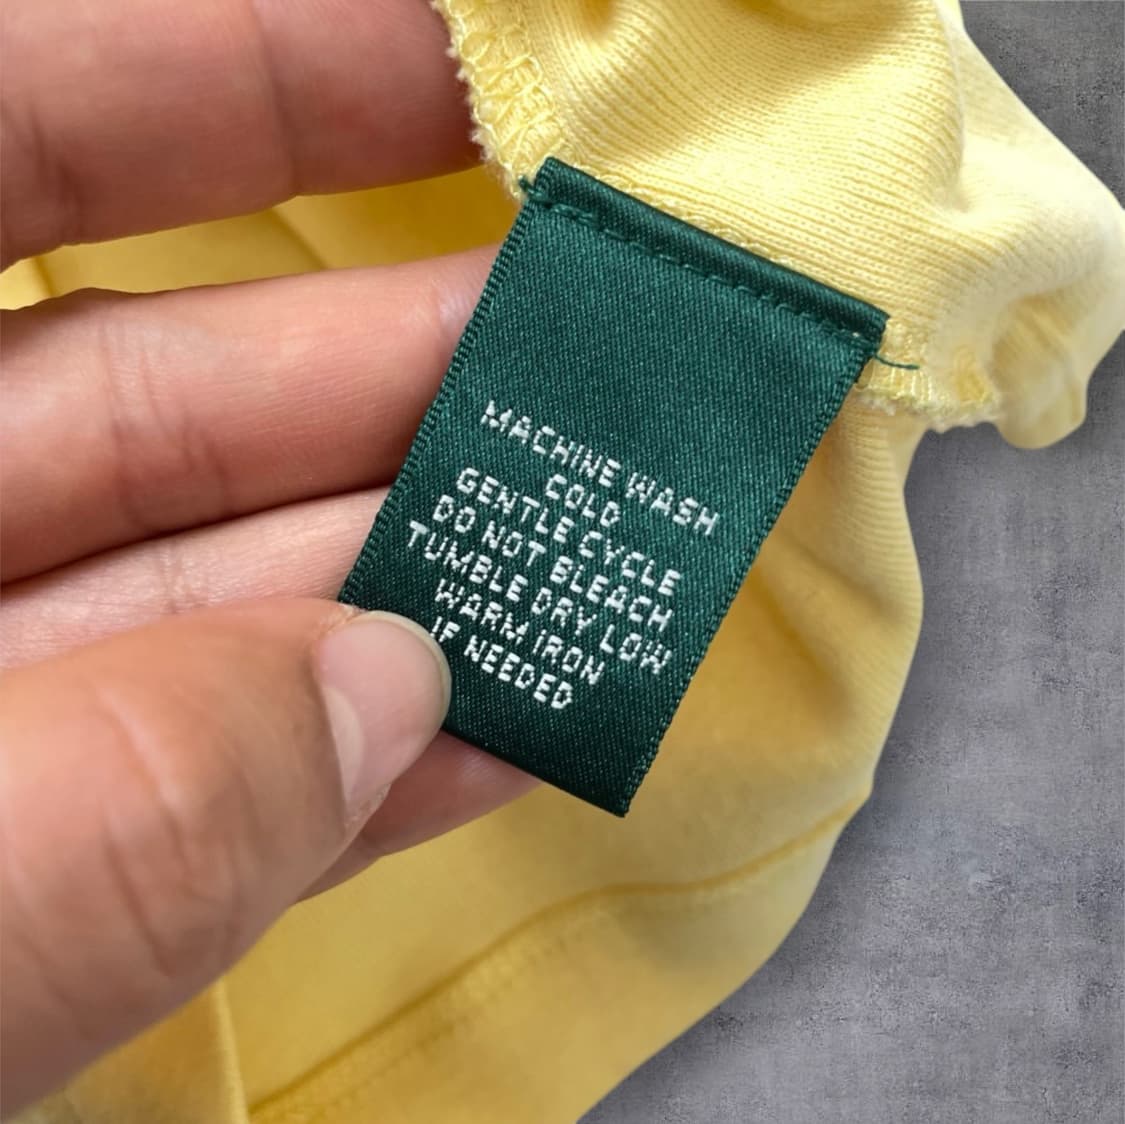 MACHINE WASH
COLD
GENTLE CYCLE
DO NOT BLEACH
TUMBLE DRY LOW
WARM IRON
IF NEEDED